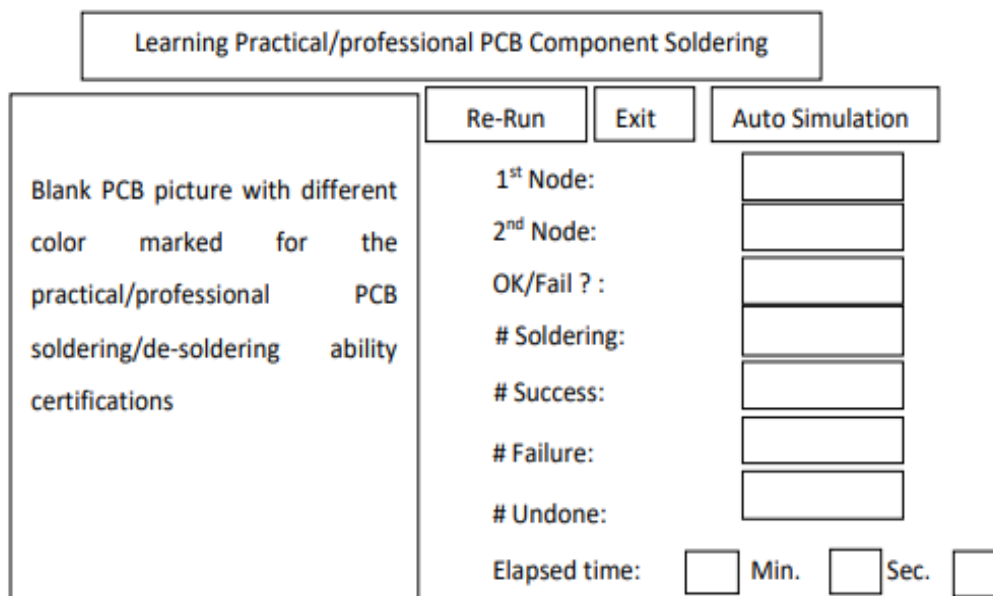 Learning Practical/professional PCB Component Soldering
Re-Run
Exit
Auto Simulation
Blank PCB picture with different
color marked for the
practical/professional PCB
soldering/de-soldering ability
certifications
1st Node:
2nd Node:
OK/Fail ? :
# Soldering:
# Success:
# Failure:
# Undone:
Elapsed time: Min. Sec.